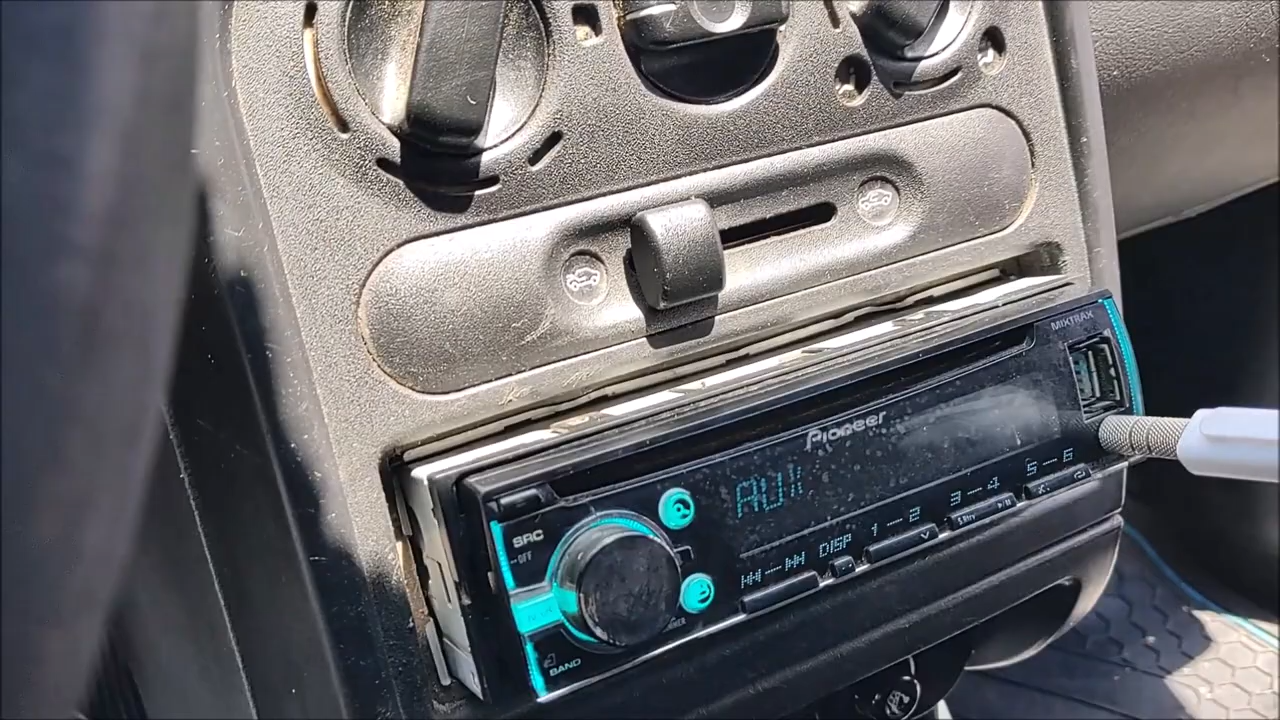 MIXTRAX
Pioneer
AUX
SRC
OFF
DISP
1 2
3 4
5 6
BAND